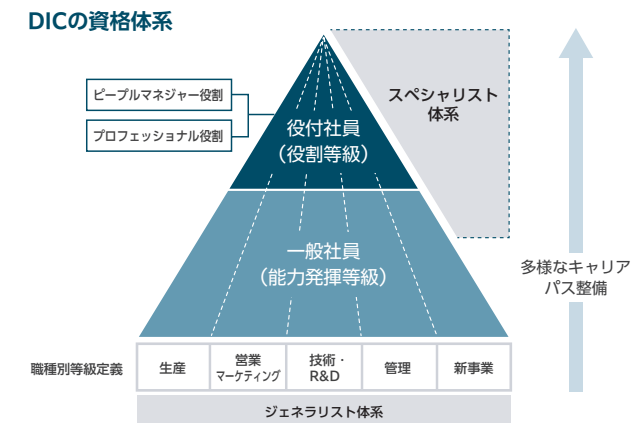 DICの資格体系
ピープルマネジャー役割
プロフェッショナル役割
役付社員
（役割等級）
スペシャリスト
体系
一般社員
（能力発揮等級）
多様なキャリア
パス整備
職種別等級定義
生産
営業
マーケティング
技術・
R&D
管理
新事業
ジェネラリスト体系